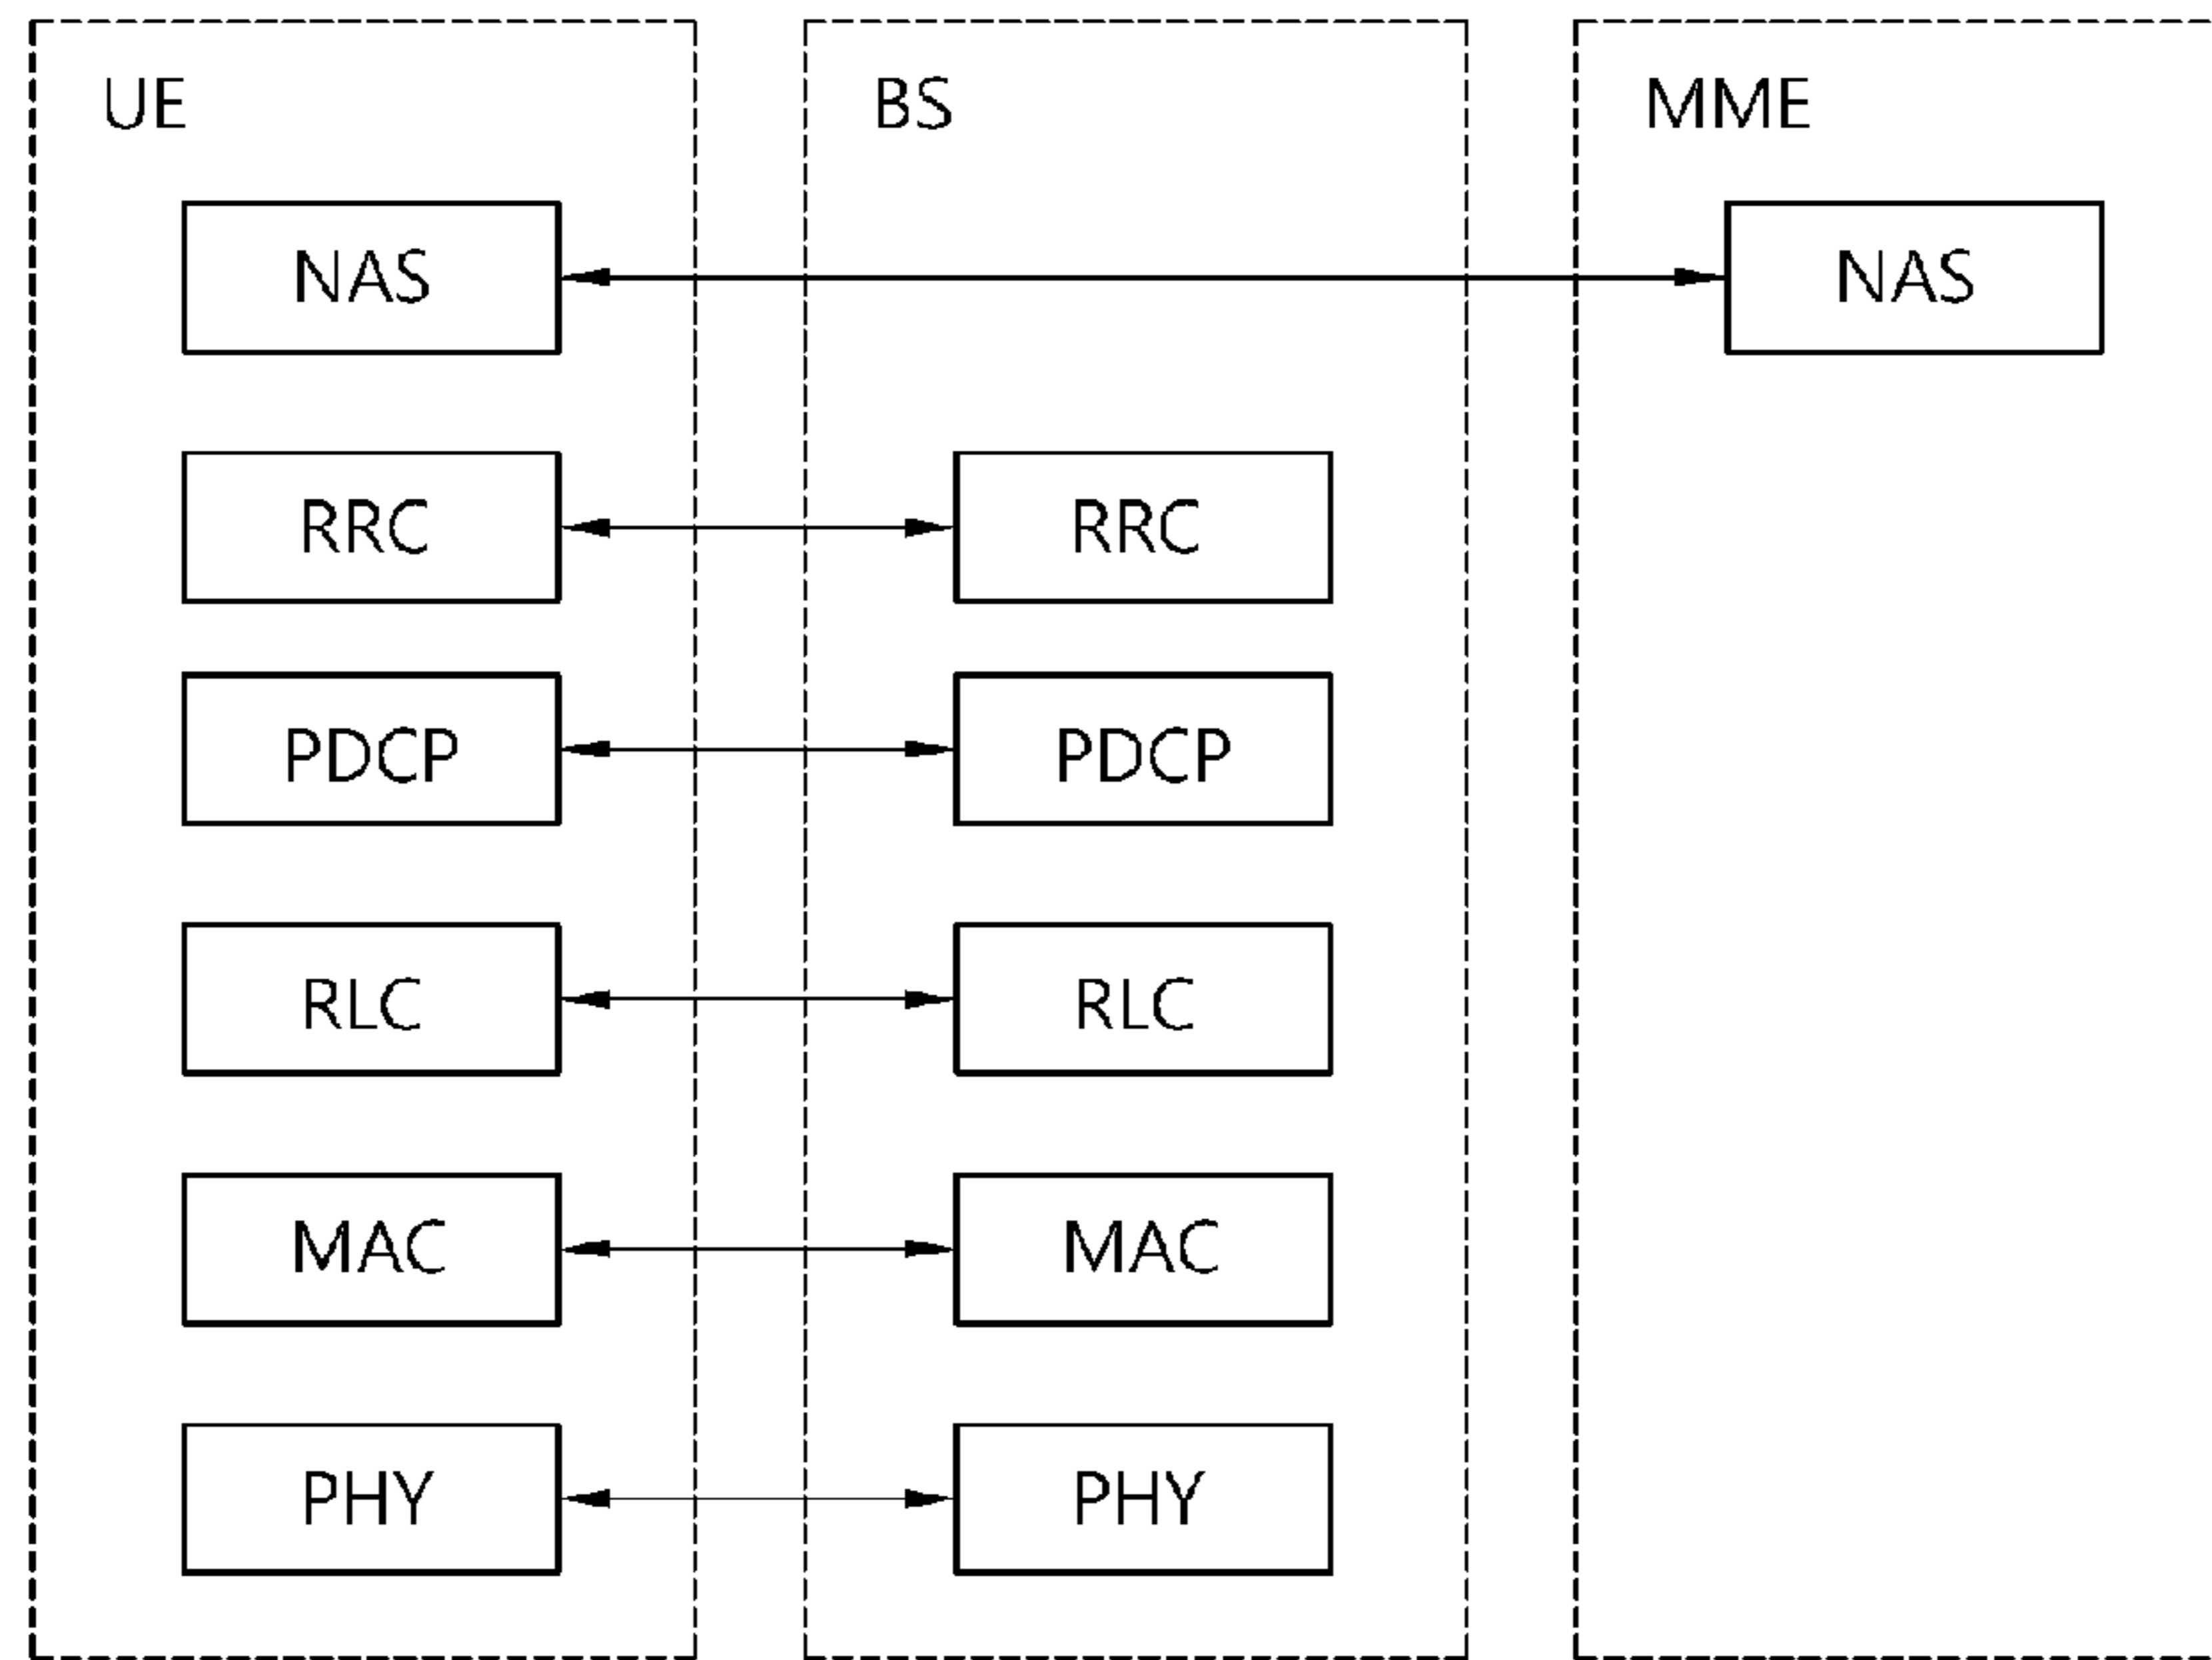 UE BS MME
NAS NAS
RRC RRC
PDCP PDCP
RLC RLC
MAC MAC
PHY PHY